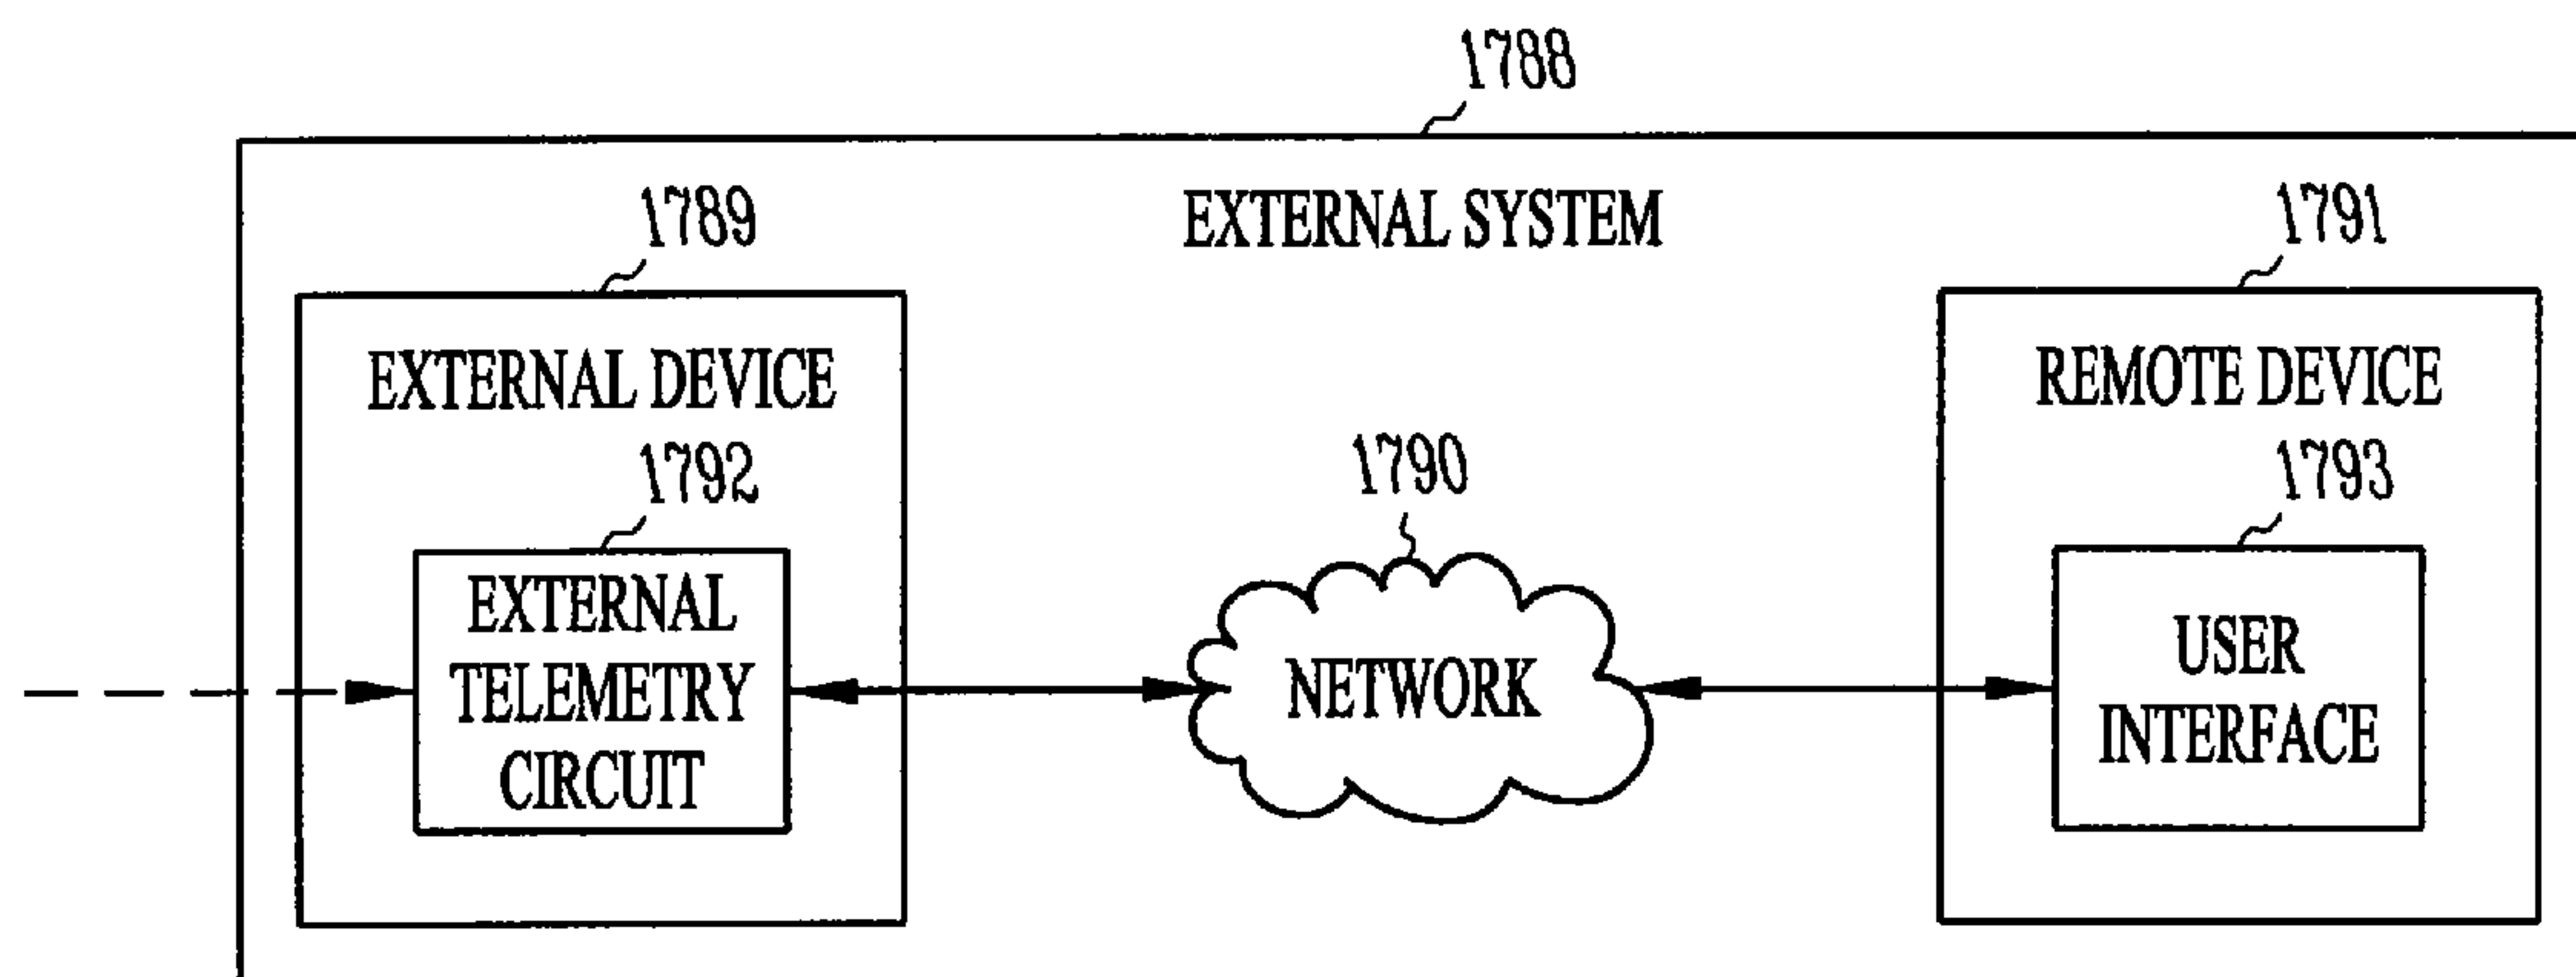 1788
EXTERNAL SYSTEM
1789
EXTERNAL DEVICE
1792
EXTERNAL
TELEMETRY
CIRCUIT
1790
NETWORK
1791
REMOTE DEVICE
1793
USER
INTERFACE